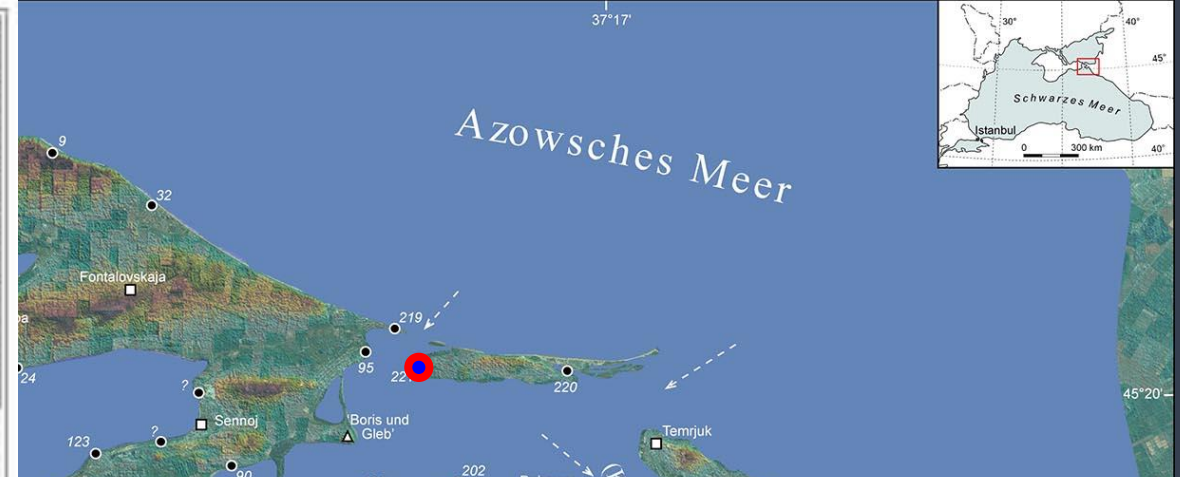 37°17'
30°
40°
45°
Schwarzes Meer
Istanbul
0 300 km
40°
Azowsches Meer
9
32
Fontalovskaja
219
95
24
220
?
45°20'
Sennoj
'Boris und
Gleb'
Temrjuk
?
123
202
90